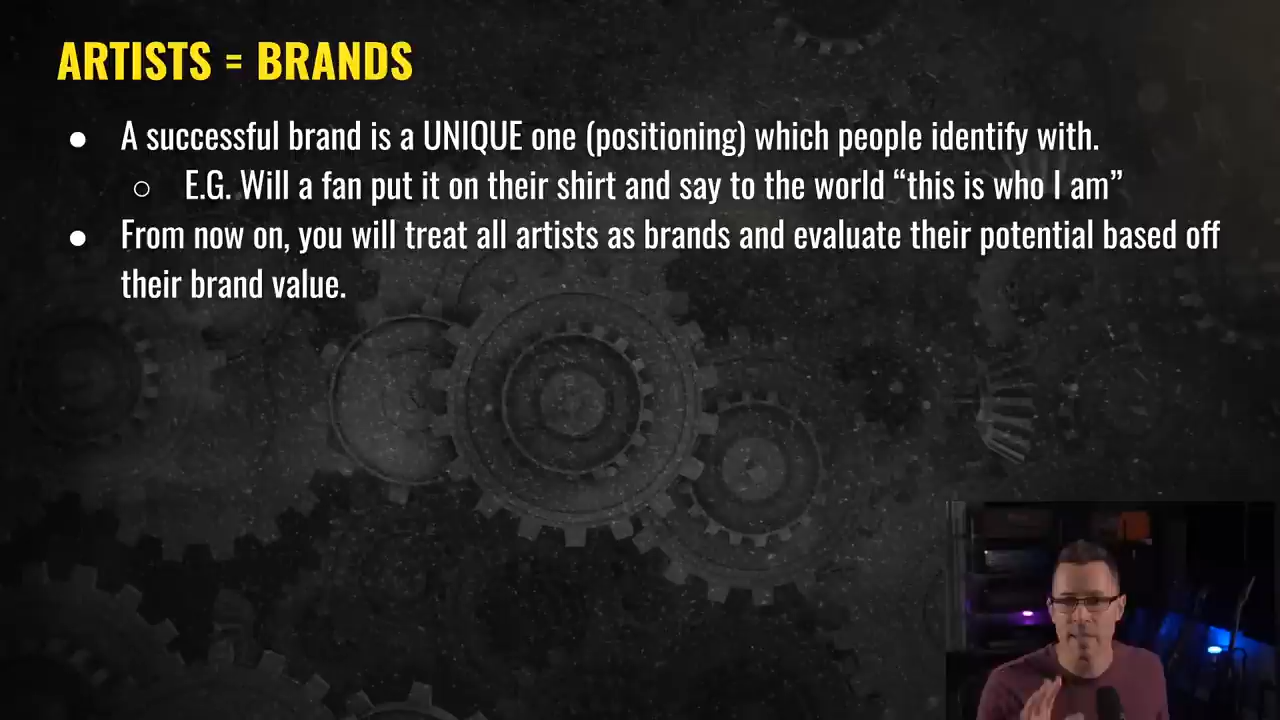 ARTISTS = BRANDS
● A successful brand is a UNIQUE one (positioning) which people identify with.
○ E.G. Will a fan put it on their shirt and say to the world “this is who I am”
● From now on, you will treat all artists as brands and evaluate their potential based off
their brand value.